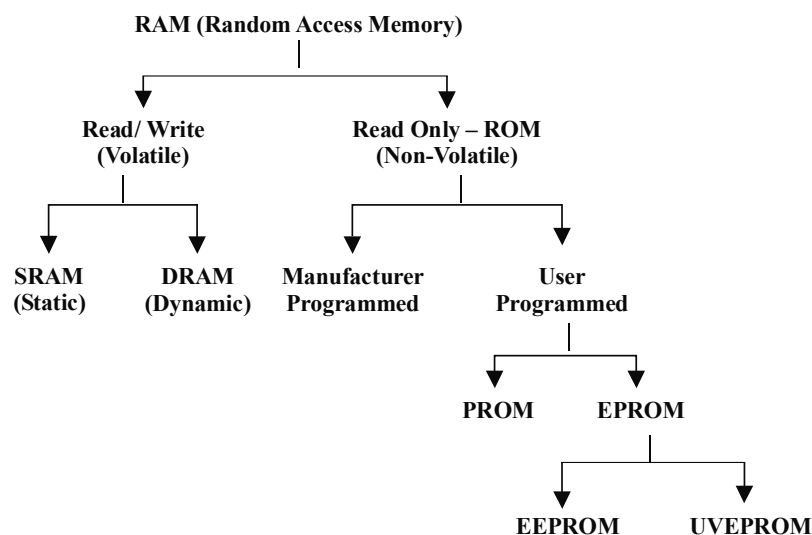 RAM (Random Access Memory)
Read/ Write
(Volatile)
Read Only – ROM
(Non-Volatile)
SRAM
(Static)
DRAM
(Dynamic)
Manufacturer
Programmed
User
Programmed
PROM
EPROM
EEPROM
UVEPROM